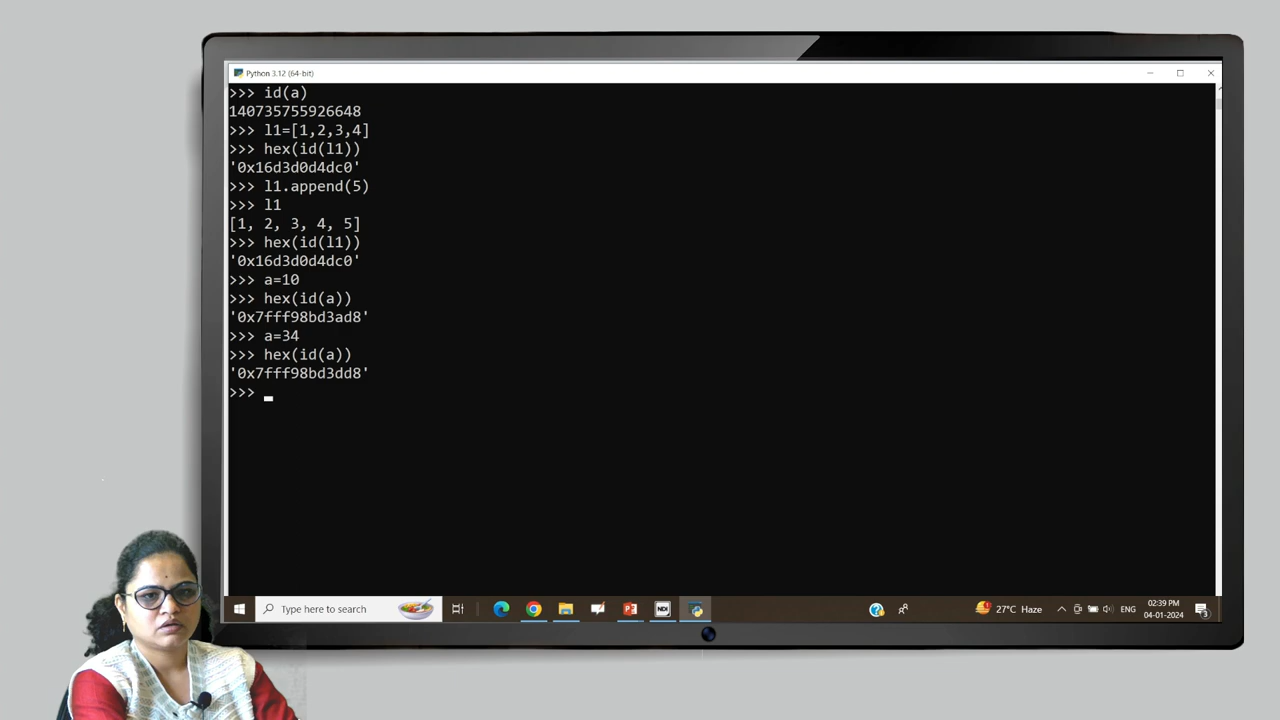 Python 3.12 (64-bit)
>>> id(a)
140735755926648
>>> l1=[1,2,3,4]
>>> hex(id(l1))
'0x16d3d0d4dc0'
>>> l1.append(5)
>>> l1
[1, 2, 3, 4, 5]
>>> hex(id(l1))
'0x16d3d0d4dc0'
>>> a=10
>>> hex(id(a))
'0x7fff98bd3ad8'
>>> a=34
>>> hex(id(a))
'0x7fff98bd3dd8'
>>>
Type here to search
NDI
27°C Haze
ENG
02:39 PM
04-01-2024
3